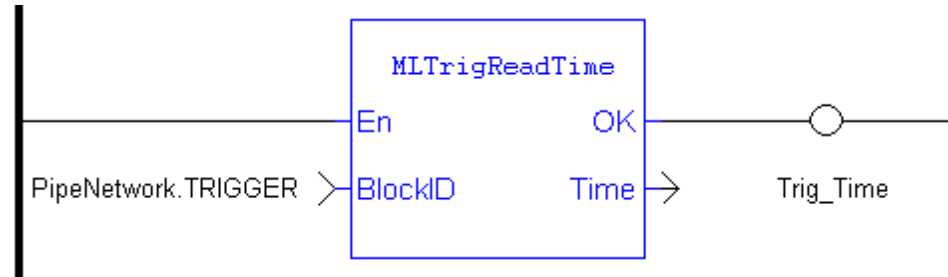 MLTrigReadTime
En OK
PipeNetwork.TRIGGER BlockID Time Trig_Time